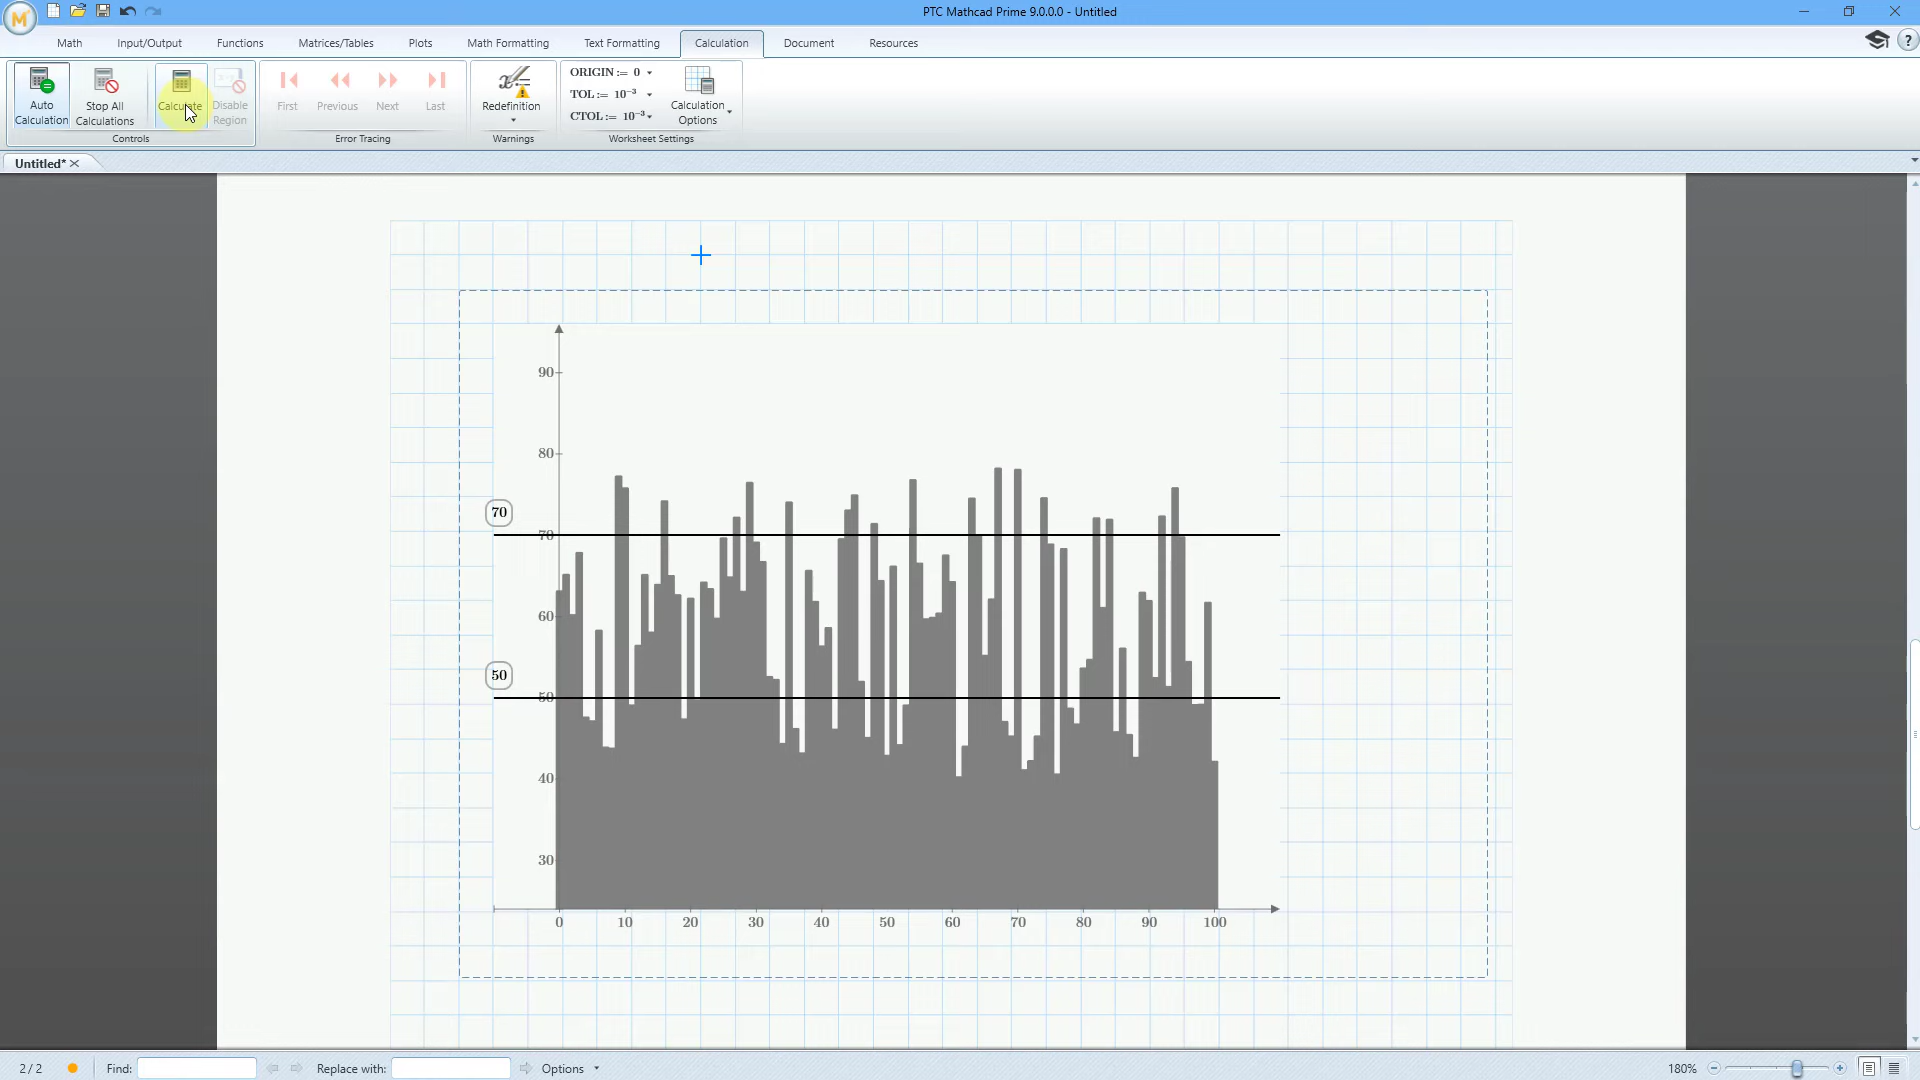 PTC Mathcad Prime 9.0.0.0 - Untitled
Math Input/Output Functions Matrices/Tables Plots Math Formatting Text Formatting Calculation Document Resources
Auto Calculation
Stop All Calculations
Calculate
Disable Region
Controls
First Previous Next Last
Error Tracing
Redefinition
Warnings
ORIGIN := 0
TOL := 10⁻³
CTOL := 10⁻³
Calculation Options
Worksheet Settings
Untitled*
90
80
70
70
60
50
50
40
30
0 10 20 30 40 50 60 70 80 90 100
2 / 2 Find: Replace with: Options 180%